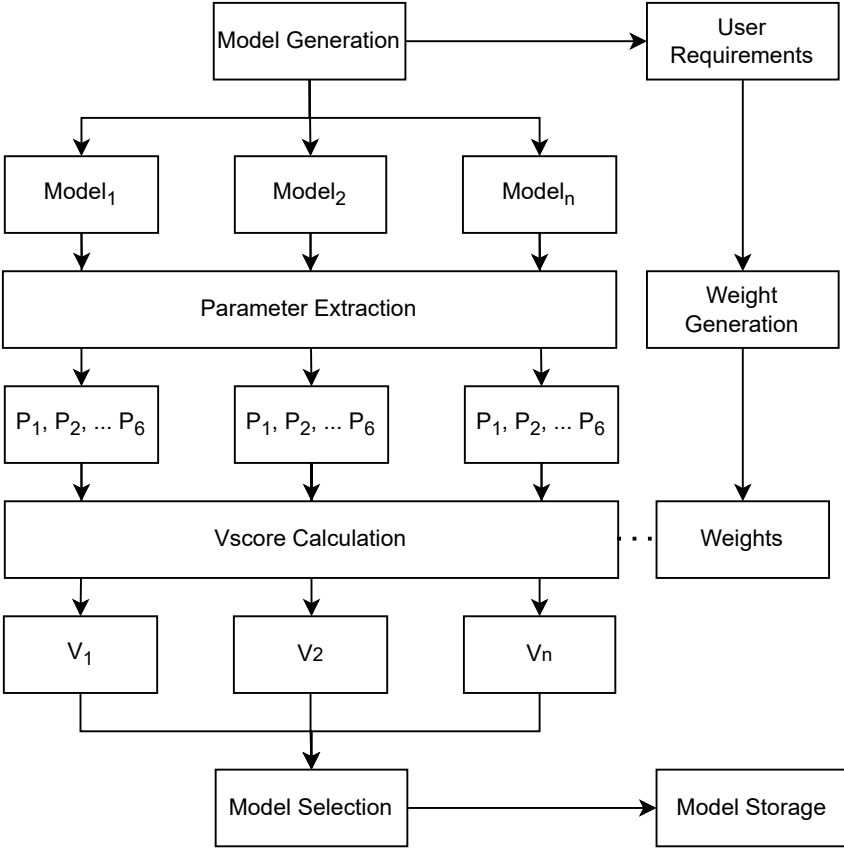 Model Generation
User
Requirements
Model₁
Model₂
Modelₙ
Parameter Extraction
Weight
Generation
P₁, P₂, ... P₆
P₁, P₂, ... P₆
P₁, P₂, ... P₆
Vscore Calculation
Weights
V₁
V2
Vn
Model Selection
Model Storage